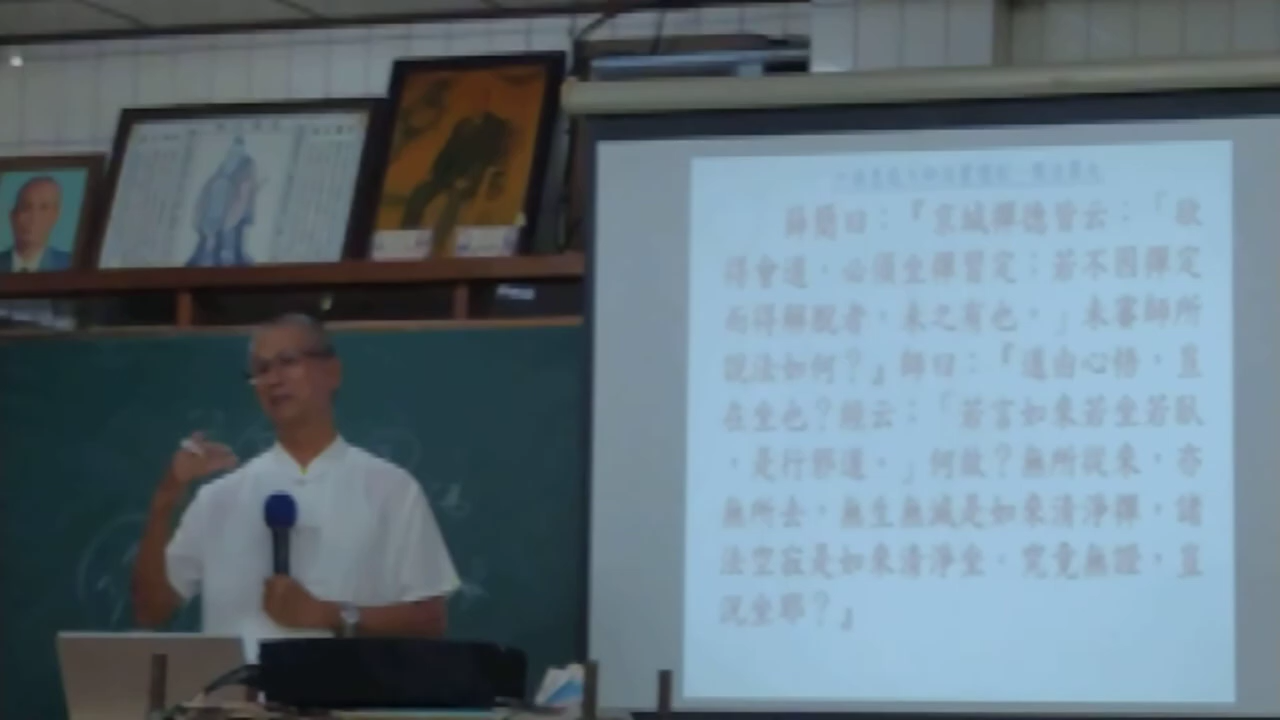 薛簡曰：『京城禪德皆云：「欲
得會道，必須坐禪習定；若不因禪定
而得解脫者，未之有也。」未審師所
說法如何？』師曰：『道由心悟，豈
在坐也？經云：「若言如來若坐若臥
，是行邪道。」何故？無所從來，亦
無所去，無生無滅是如來清淨禪，諸
法空寂是如來清淨坐。究竟無證，豈
況坐耶？』